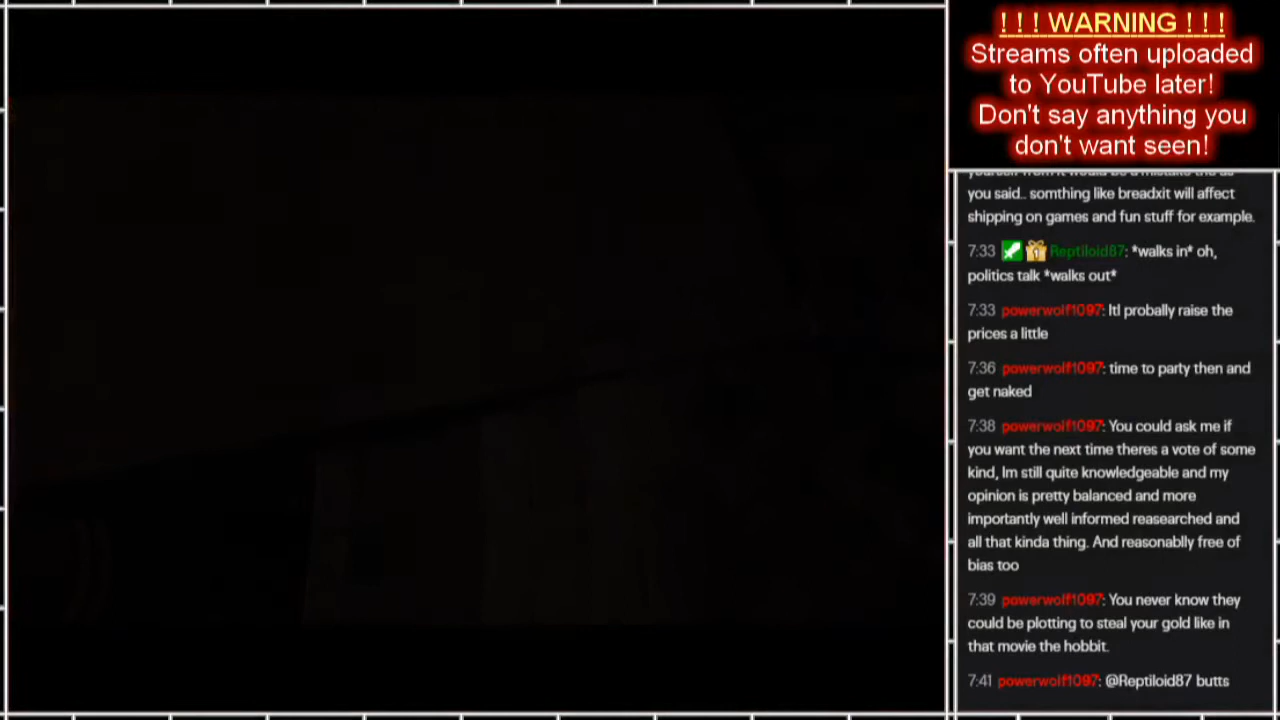 ! ! ! WARNING ! ! !
Streams often uploaded
to YouTube later!
Don't say anything you
don't want seen!
you said.. somthing like breadxit will affect
shipping on games and fun stuff for example.
7:33 Reptiloid87: *walks in* oh,
politics talk *walks out*
7:33 powerwolf1097: Itl probally raise the
prices a little
7:36 powerwolf1097: time to party then and
get naked
7:38 powerwolf1097: You could ask me if
you want the next time theres a vote of some
kind, Im still quite knowledgeable and my
opinion is pretty balanced and more
importantly well informed reasearched and
all that kinda thing. And reasonablly free of
bias too
7:39 powerwolf1097: You never know they
could be plotting to steal your gold like in
that movie the hobbit.
7:41 powerwolf1097: @Reptiloid87 butts